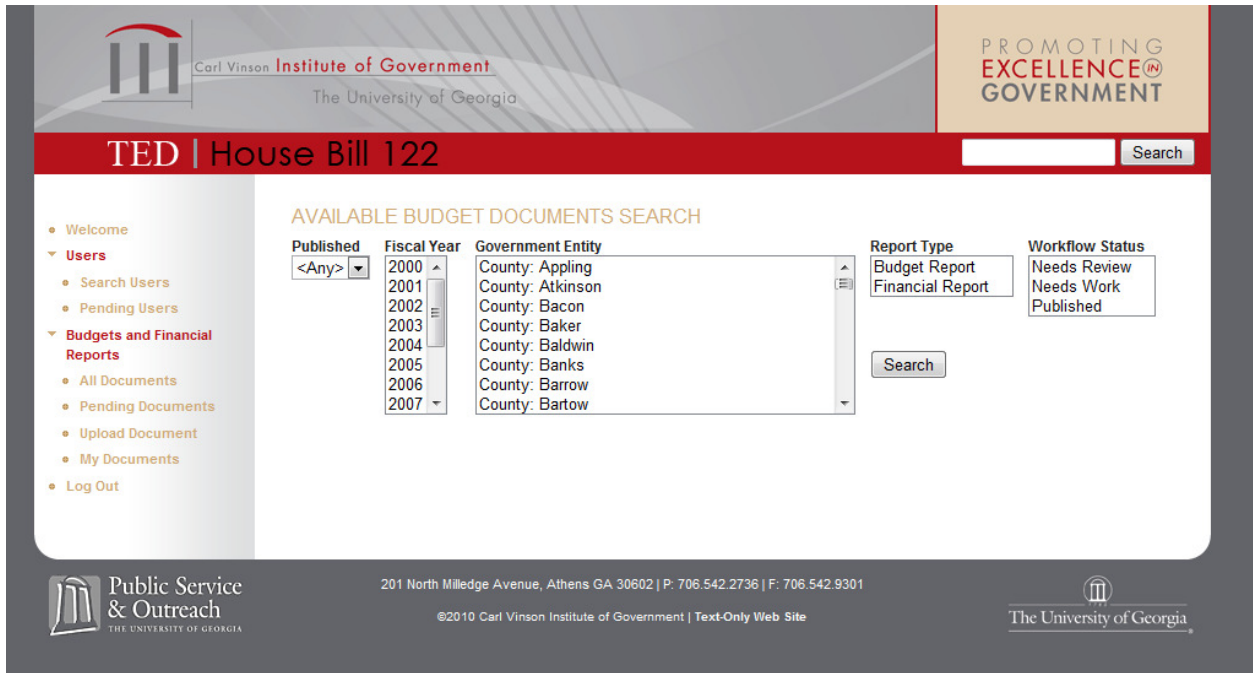 Carl Vinson Institute of Government
The University of Georgia
PROMOTING
EXCELLENCE IN
GOVERNMENT
TED | House Bill 122
Search
Welcome
Users
Search Users
Pending Users
Budgets and Financial
Reports
All Documents
Pending Documents
Upload Document
My Documents
Log Out
AVAILABLE BUDGET DOCUMENTS SEARCH
Published
<Any>
Fiscal Year
2000
2001
2002
2003
2004
2005
2006
2007
Government Entity
County: Appling
County: Atkinson
County: Bacon
County: Baker
County: Baldwin
County: Banks
County: Barrow
County: Bartow
Report Type
Budget Report
Financial Report
Search
Workflow Status
Needs Review
Needs Work
Published
Public Service
& Outreach
THE UNIVERSITY OF GEORGIA
201 North Milledge Avenue, Athens GA 30602 | P: 706.542.2736 | F: 706.542.9301
©2010 Carl Vinson Institute of Government | Text-Only Web Site
The University of Georgia